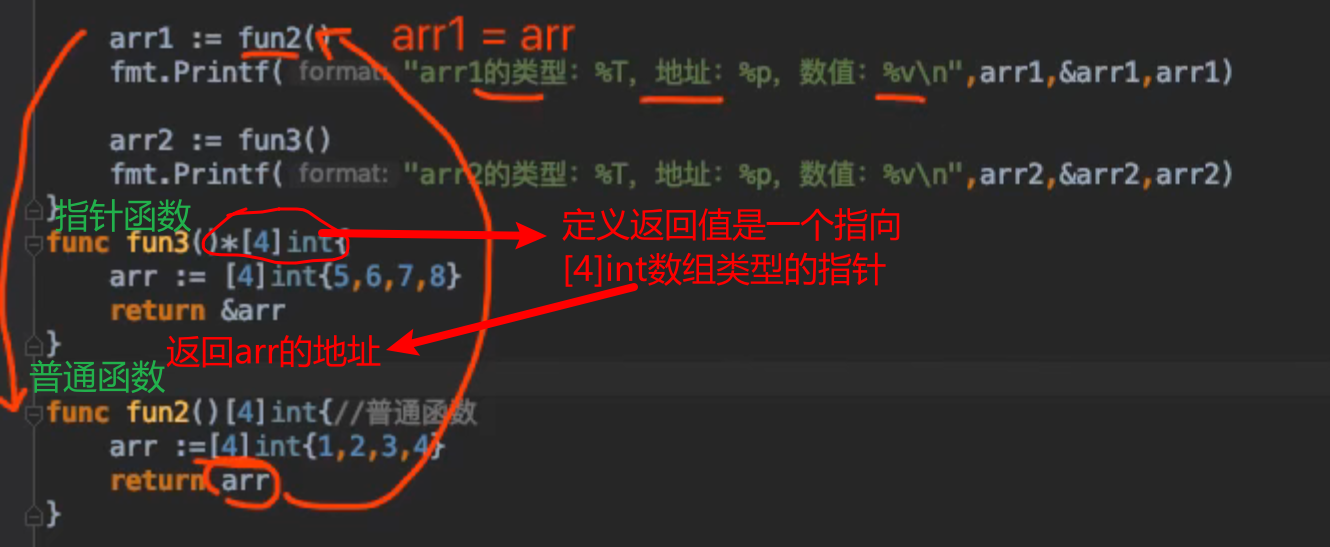 arr1 := fun2() arr1 = arr
fmt.Printf( format: "arr1的类型：%T，地址：%p，数值：%v\n",arr1,&arr1,arr1)
arr2 := fun3()
fmt.Printf( format: "arr2的类型：%T，地址：%p，数值：%v\n",arr2,&arr2,arr2)
}
指针函数
func fun3()*[4]int{
定义返回值是一个指向
[4]int数组类型的指针
arr := [4]int{5,6,7,8}
return &arr
}
返回arr的地址
普通函数
func fun2()[4]int{//普通函数
arr :=[4]int{1,2,3,4}
return arr
}